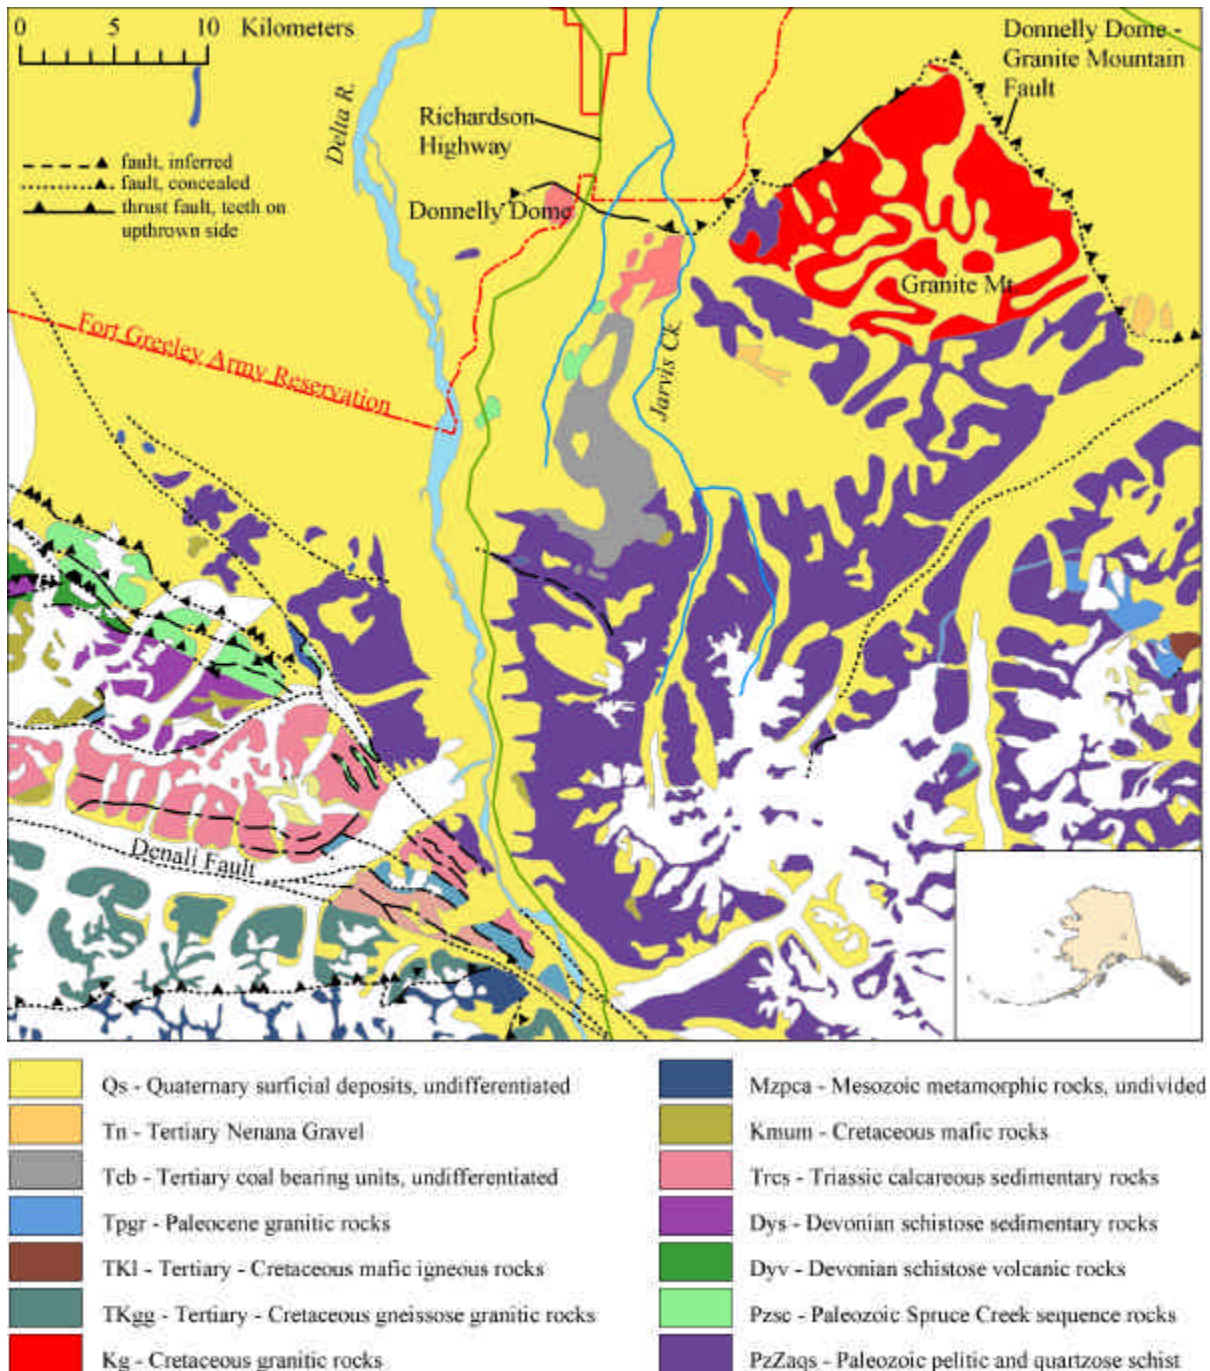 0 5 10 Kilometers
Donnelly Dome -
Granite Mountain
Fault
Delta R.
Richardson
Highway
fault, inferred
fault, concealed
thrust fault, teeth on
upthrown side
Donnelly Dome
Granite Mt.
Fort Greeley Army Reservation
Jarvis Ck.
Denali Fault
Qs - Quaternary surficial deposits, undifferentiated
Tn - Tertiary Nenana Gravel
Tcb - Tertiary coal bearing units, undifferentiated
Tpgr - Paleocene granitic rocks
TKl - Tertiary - Cretaceous mafic igneous rocks
TKgg - Tertiary - Cretaceous gneissose granitic rocks
Kg - Cretaceous granitic rocks
Mzpca - Mesozoic metamorphic rocks, undivided
Kmum - Cretaceous mafic rocks
Trcs - Triassic calcareous sedimentary rocks
Dys - Devonian schistose sedimentary rocks
Dyv - Devonian schistose volcanic rocks
Pzsc - Paleozoic Spruce Creek sequence rocks
PzZaqs - Paleozoic pelitic and quartzose schist